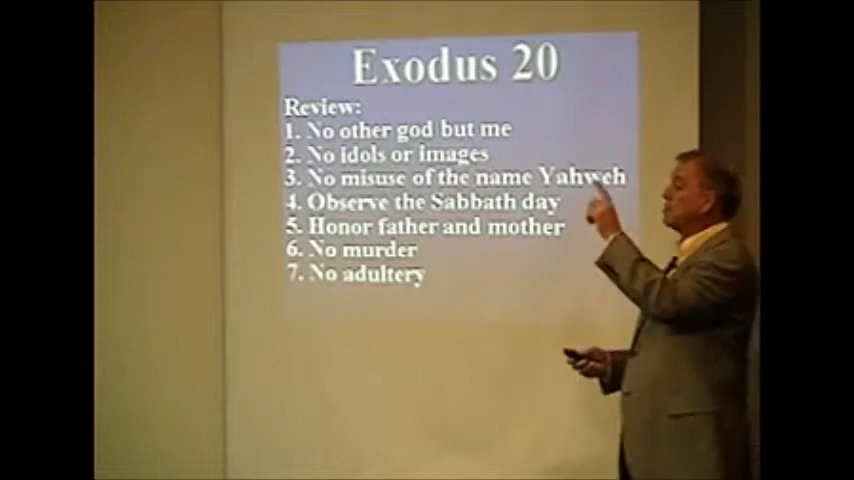 Exodus 20
Review:
1. No other god but me
2. No idols or images
3. No misuse of the name Yahweh
4. Observe the Sabbath day
5. Honor father and mother
6. No murder
7. No adultery